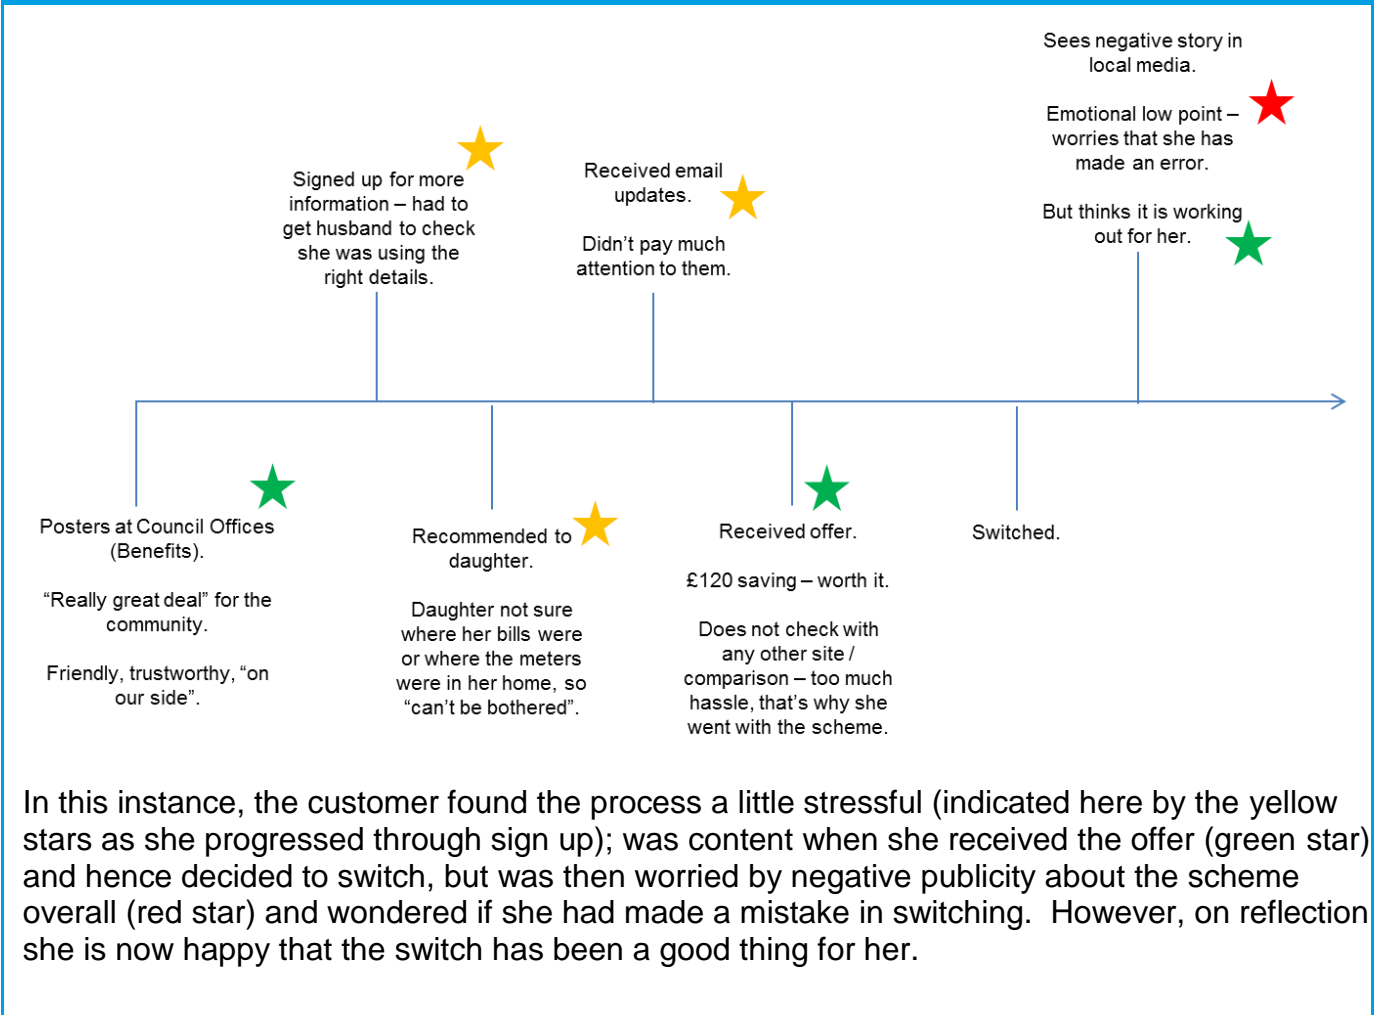 Sees negative story in
local media.
Emotional low point –
worries that she has
made an error.
But thinks it is working
out for her.
Signed up for more
information – had to
get husband to check
she was using the
right details.
Received email
updates.
Didn’t pay much
attention to them.
Posters at Council Offices
(Benefits).
“Really great deal” for the
community.
Friendly, trustworthy, “on
our side”.
Recommended to
daughter.
Daughter not sure
where her bills were
or where the meters
were in her home, so
“can’t be bothered”.
Received offer.
£120 saving – worth it.
Does not check with
any other site /
comparison – too much
hassle, that’s why she
went with the scheme.
Switched.
In this instance, the customer found the process a little stressful (indicated here by the yellow
stars as she progressed through sign up); was content when she received the offer (green star)
and hence decided to switch, but was then worried by negative publicity about the scheme
overall (red star) and wondered if she had made a mistake in switching.  However, on reflection
she is now happy that the switch has been a good thing for her.